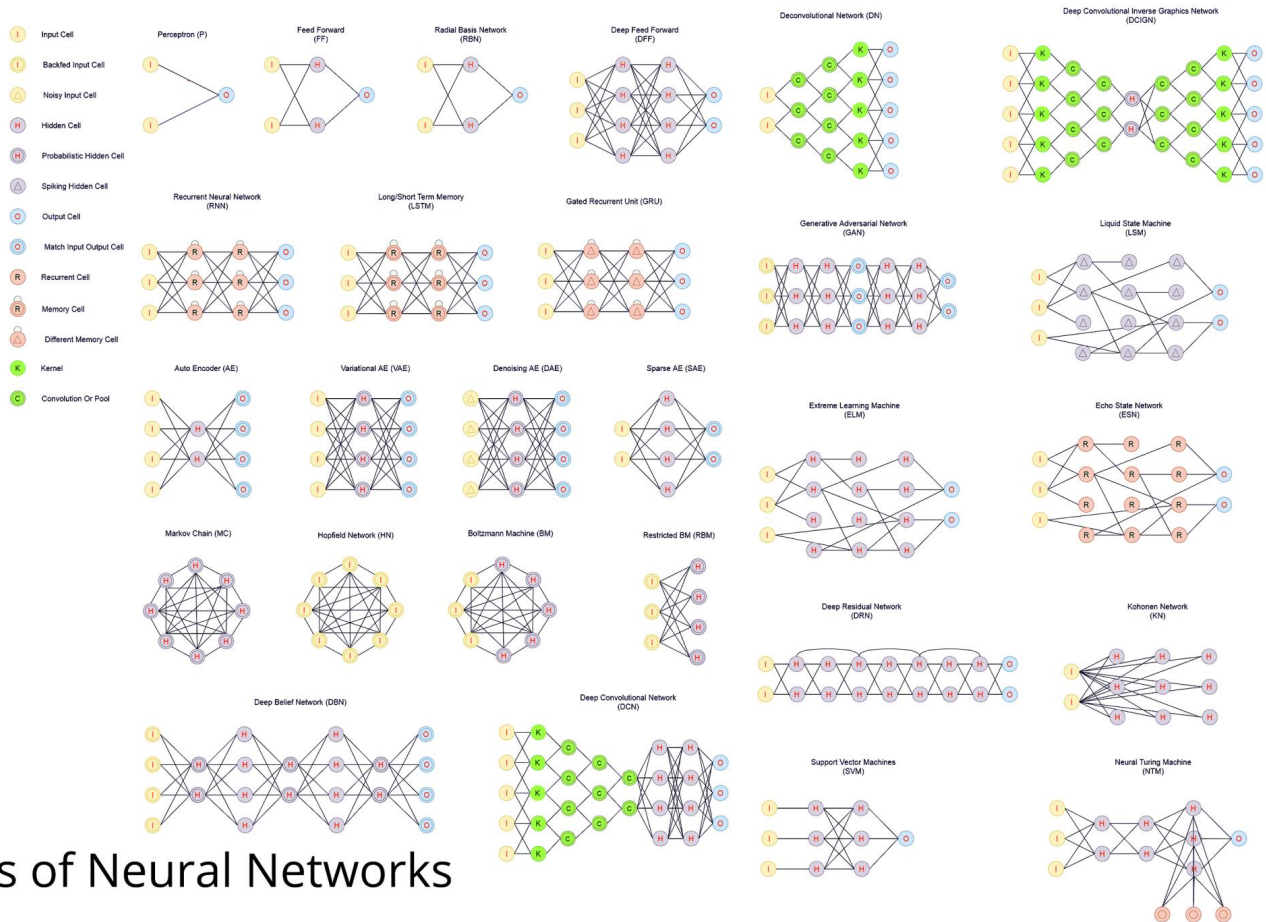 Input Cell
Backfed Input Cell
Noisy Input Cell
Hidden Cell
Probabilistic Hidden Cell
Spiking Hidden Cell
Output Cell
Match Input Output Cell
Recurrent Cell
Memory Cell
Different Memory Cell
Kernel
Convolution Or Pool
Perceptron (P)
Feed Forward
(FF)
Radial Basis Network
(RBN)
Deep Feed Forward
(DFF)
Deconvolutional Network (DN)
Deep Convolutional Inverse Graphics Network
(DCIGN)
Recurrent Neural Network
(RNN)
Long/Short Term Memory
(LSTM)
Gated Recurrent Unit (GRU)
Generative Adversarial Network
(GAN)
Liquid State Machine
(LSM)
Auto Encoder (AE)
Variational AE (VAE)
Denoising AE (DAE)
Sparse AE (SAE)
Extreme Learning Machine
(ELM)
Echo State Network
(ESN)
Markov Chain (MC)
Hopfield Network (HN)
Boltzmann Machine (BM)
Restricted BM (RBM)
Deep Residual Network
(DRN)
Kohonen Network
(KN)
Deep Belief Network (DBN)
Deep Convolutional Network
(DCN)
Support Vector Machines
(SVM)
Neural Turing Machine
(NTM)
s of Neural Networks